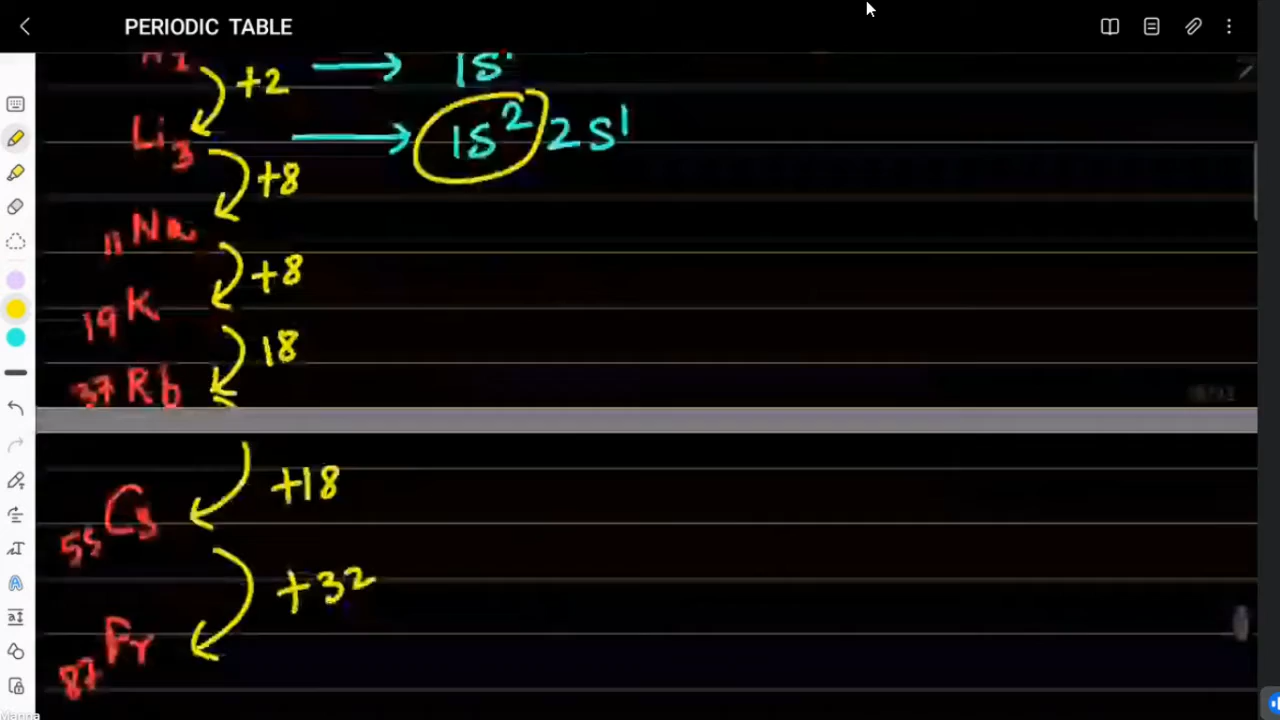 PERIODIC TABLE
+2 → 1S
Li3 → 1S² 2S¹
+8
11Na
+8
19K
18
37Rb
+18
55Cs
+32
87Fr